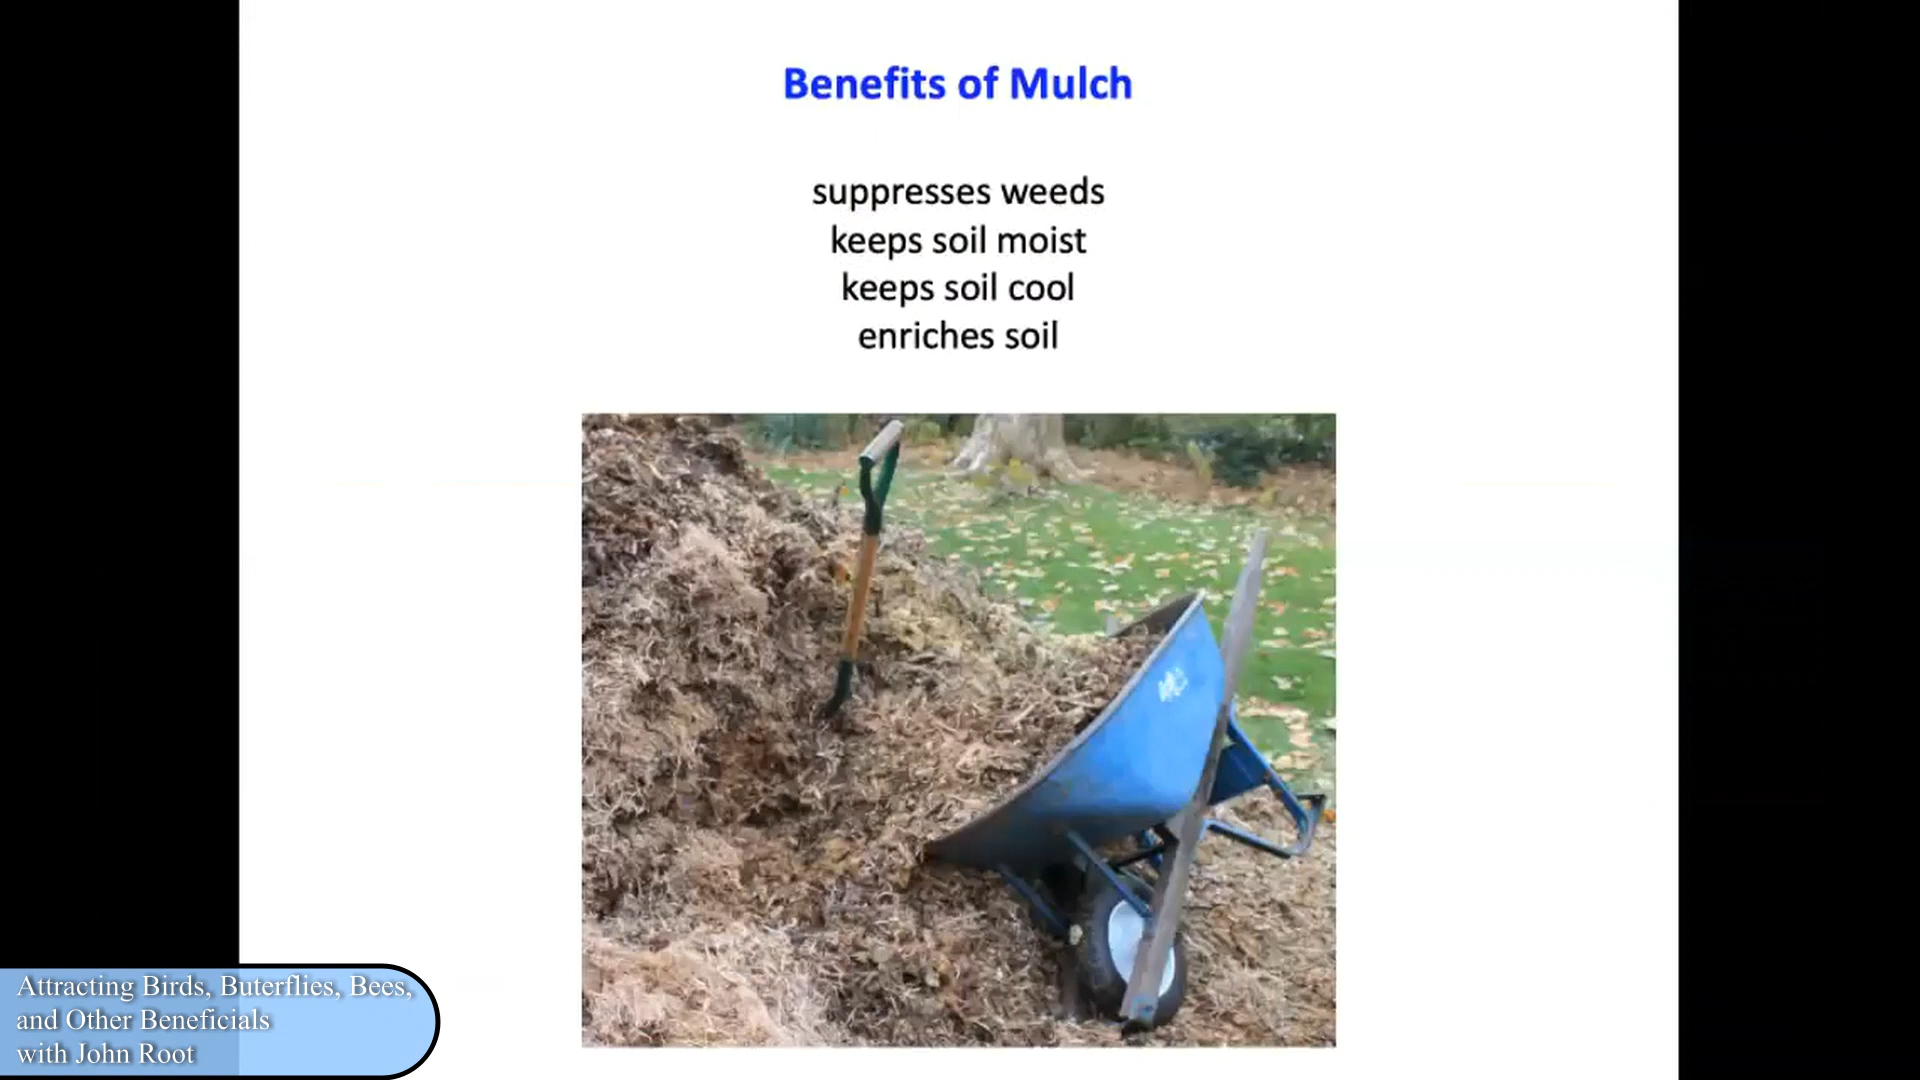 Benefits of Mulch
suppresses weeds
keeps soil moist
keeps soil cool
enriches soil
Attracting Birds, Buterflies, Bees,
and Other Beneficials
with John Root